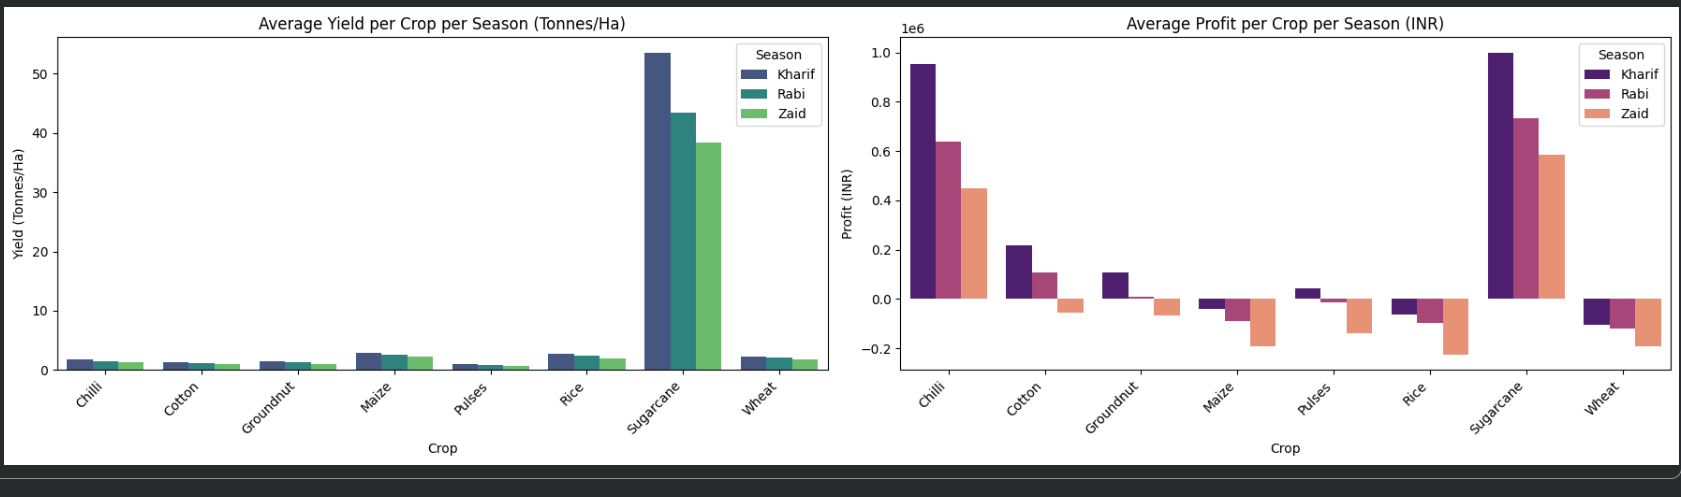 Average Yield per Crop per Season (Tonnes/Ha)
Yield (Tonnes/Ha)
50
40
30
20
10
0
Season
Kharif
Rabi
Zaid
Chilli
Cotton
Groundnut
Maize
Pulses
Rice
Sugarcane
Wheat
Crop
Average Profit per Crop per Season (INR)
1e6
Profit (INR)
1.0
0.8
0.6
0.4
0.2
0.0
−0.2
Season
Kharif
Rabi
Zaid
Chilli
Cotton
Groundnut
Maize
Pulses
Rice
Sugarcane
Wheat
Crop